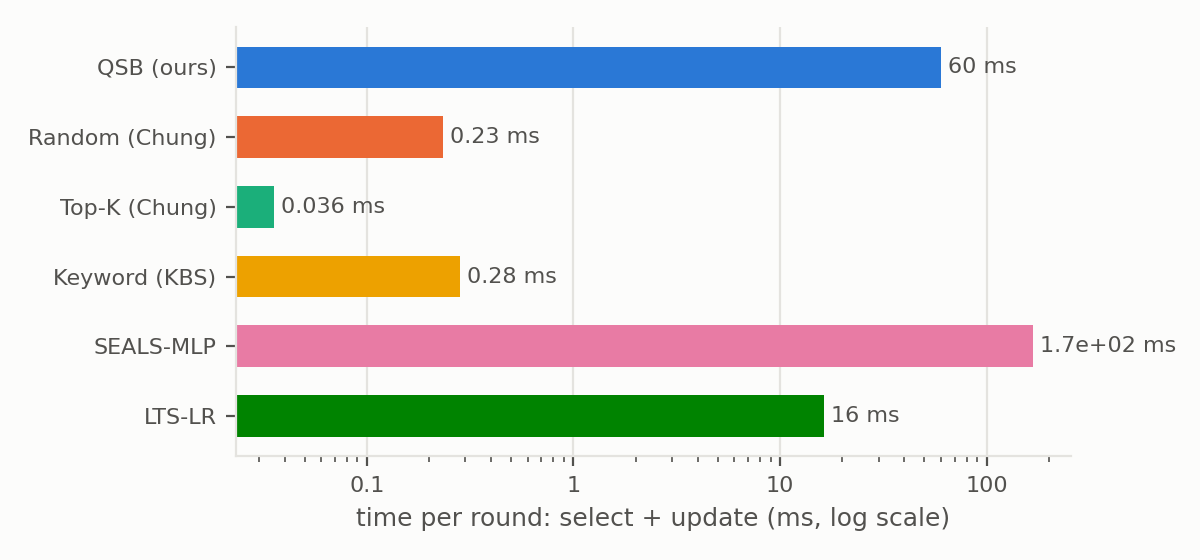 QSB (ours)
60 ms
Random (Chung)
0.23 ms
Top-K (Chung)
0.036 ms
Keyword (KBS)
0.28 ms
SEALS-MLP
1.7e+02 ms
LTS-LR
16 ms
0.1
1
10
100
time per round: select + update (ms, log scale)